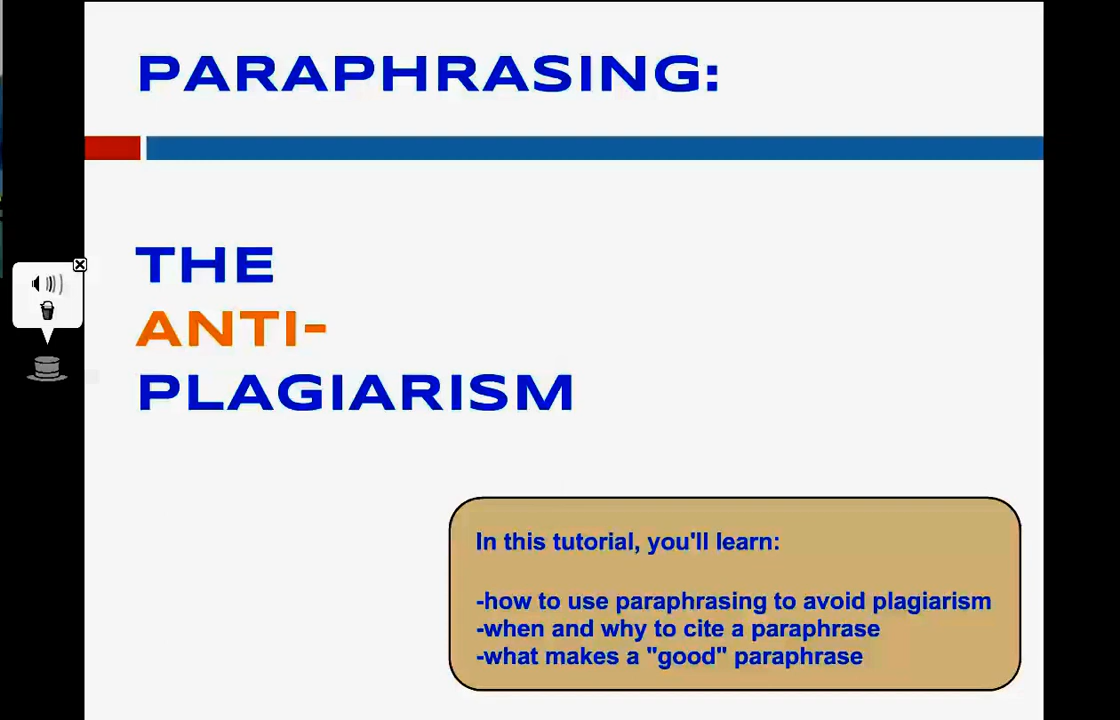 PARAPHRASING:
THE
ANTI-
PLAGIARISM
In this tutorial, you'll learn:
-how to use paraphrasing to avoid plagiarism
-when and why to cite a paraphrase
-what makes a "good" paraphrase